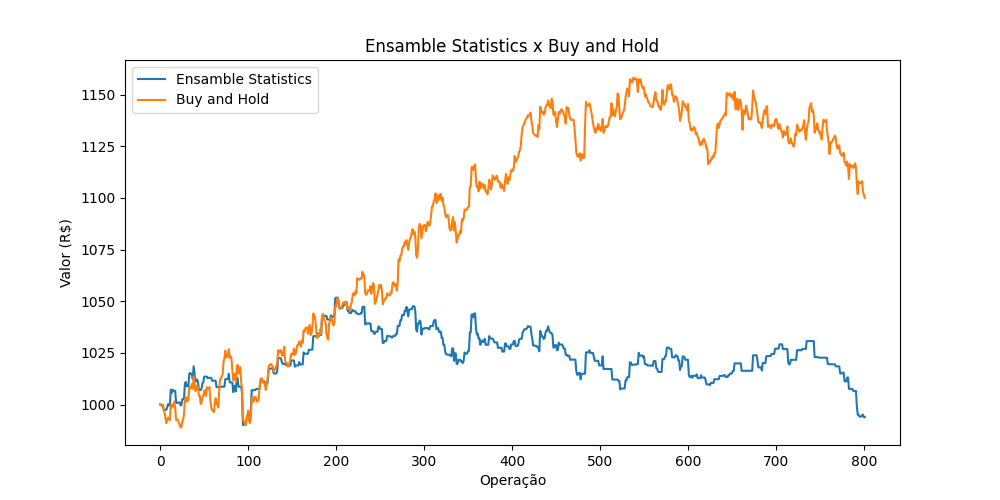 Ensamble Statistics x Buy and Hold
Ensamble Statistics
Buy and Hold
Valor (R$)
1150
1125
1100
1075
1050
1025
1000
0 100 200 300 400 500 600 700 800
Operação